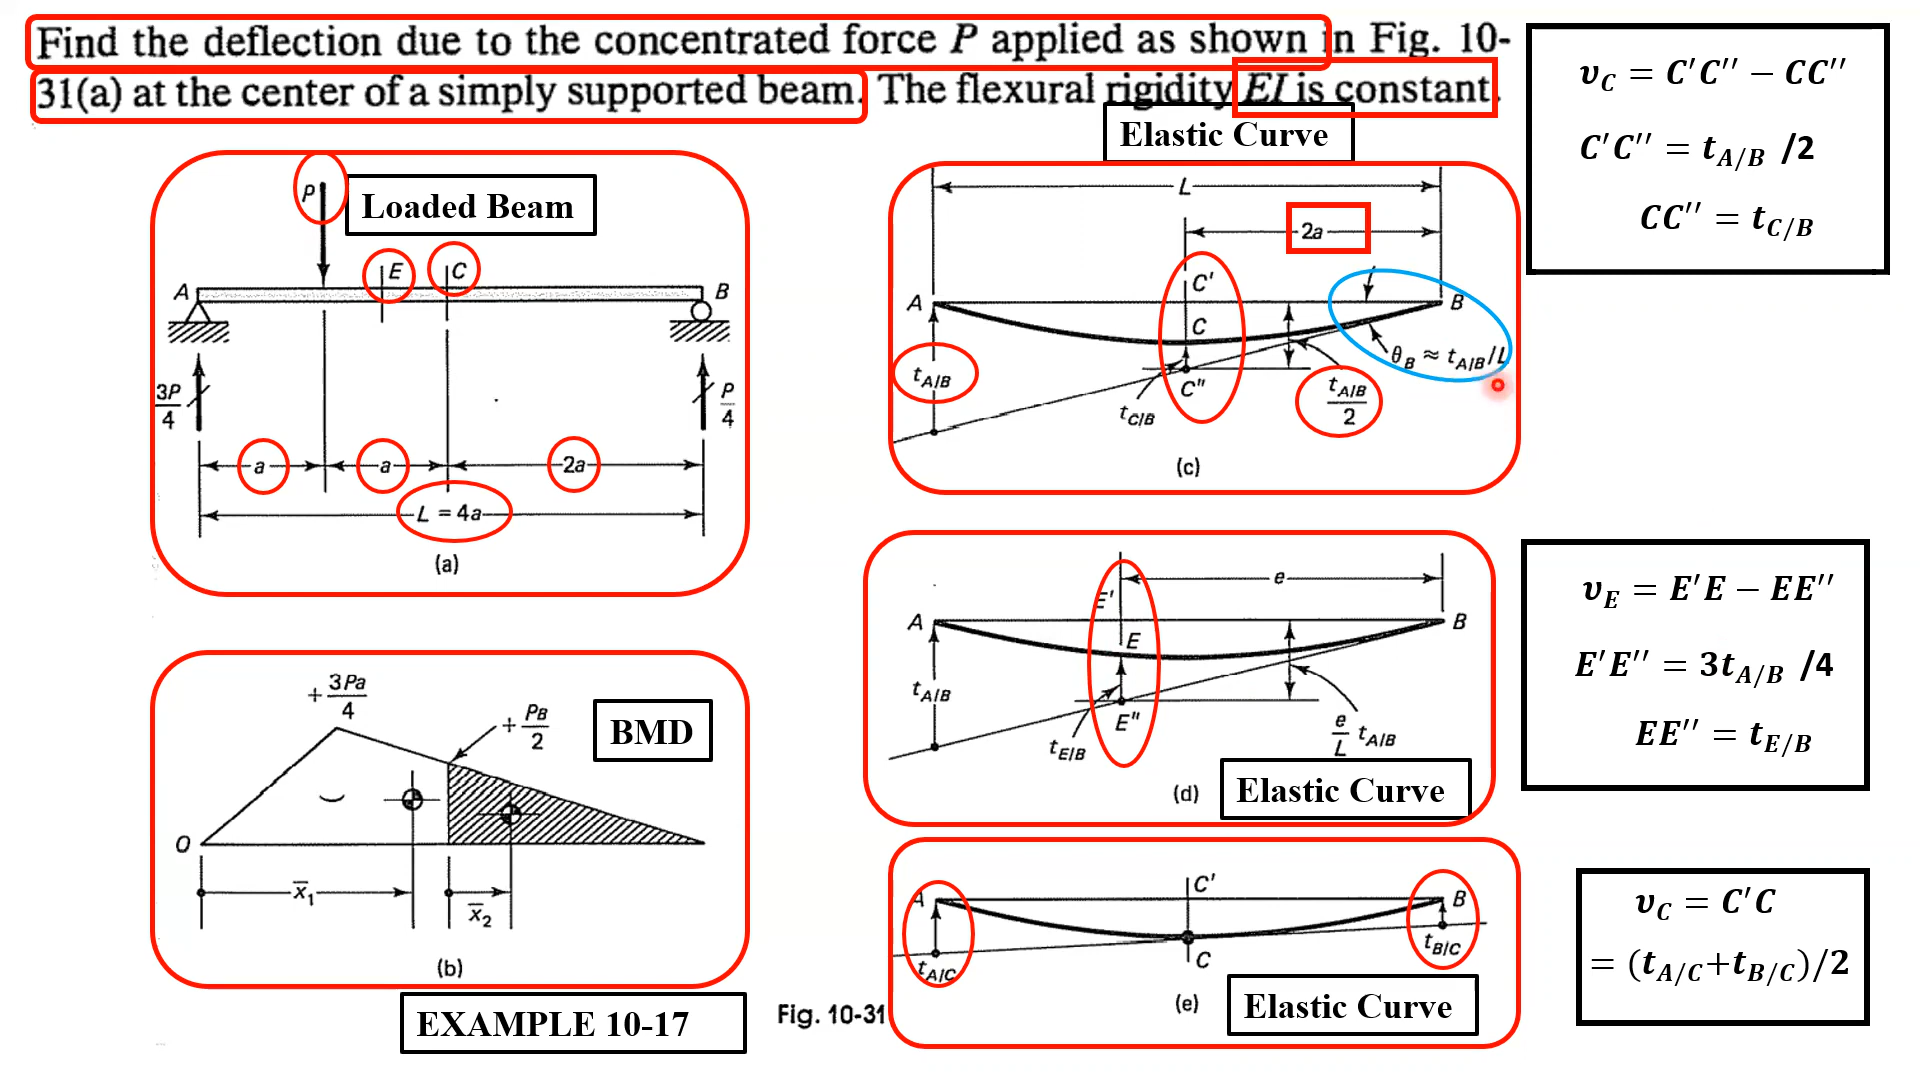 Find the deflection due to the concentrated force P applied as shown in Fig. 10-
31(a) at the center of a simply supported beam. The flexural rigidity EI is constant.
Elastic Curve
υ_C = C′C′′ − CC′′
C′C′′ = t_A/B /2
CC′′ = t_C/B
P
Loaded Beam
A
E
C
B
3P/4
P/4
a
a
2a
L = 4a
(a)
L
2a
C'
A
B
C
θ_B ≈ t_A/B/L
t_A/B
C"
t_A/B/2
t_C/B
(c)
e
E'
A
B
E
t_A/B
E"
t_E/B
e/L t_A/B
(d)
Elastic Curve
υ_E = E′E − EE′′
E′E′′ = 3t_A/B /4
EE′′ = t_E/B
+ 3Pa/4
+ PB/2
BMD
O
x̅₁
x̅₂
(b)
EXAMPLE 10-17
Fig. 10-31
C'
A
B
t_A/C
C
t_B/C
(e)
Elastic Curve
υ_C = C′C
= (t_A/C+t_B/C)/2